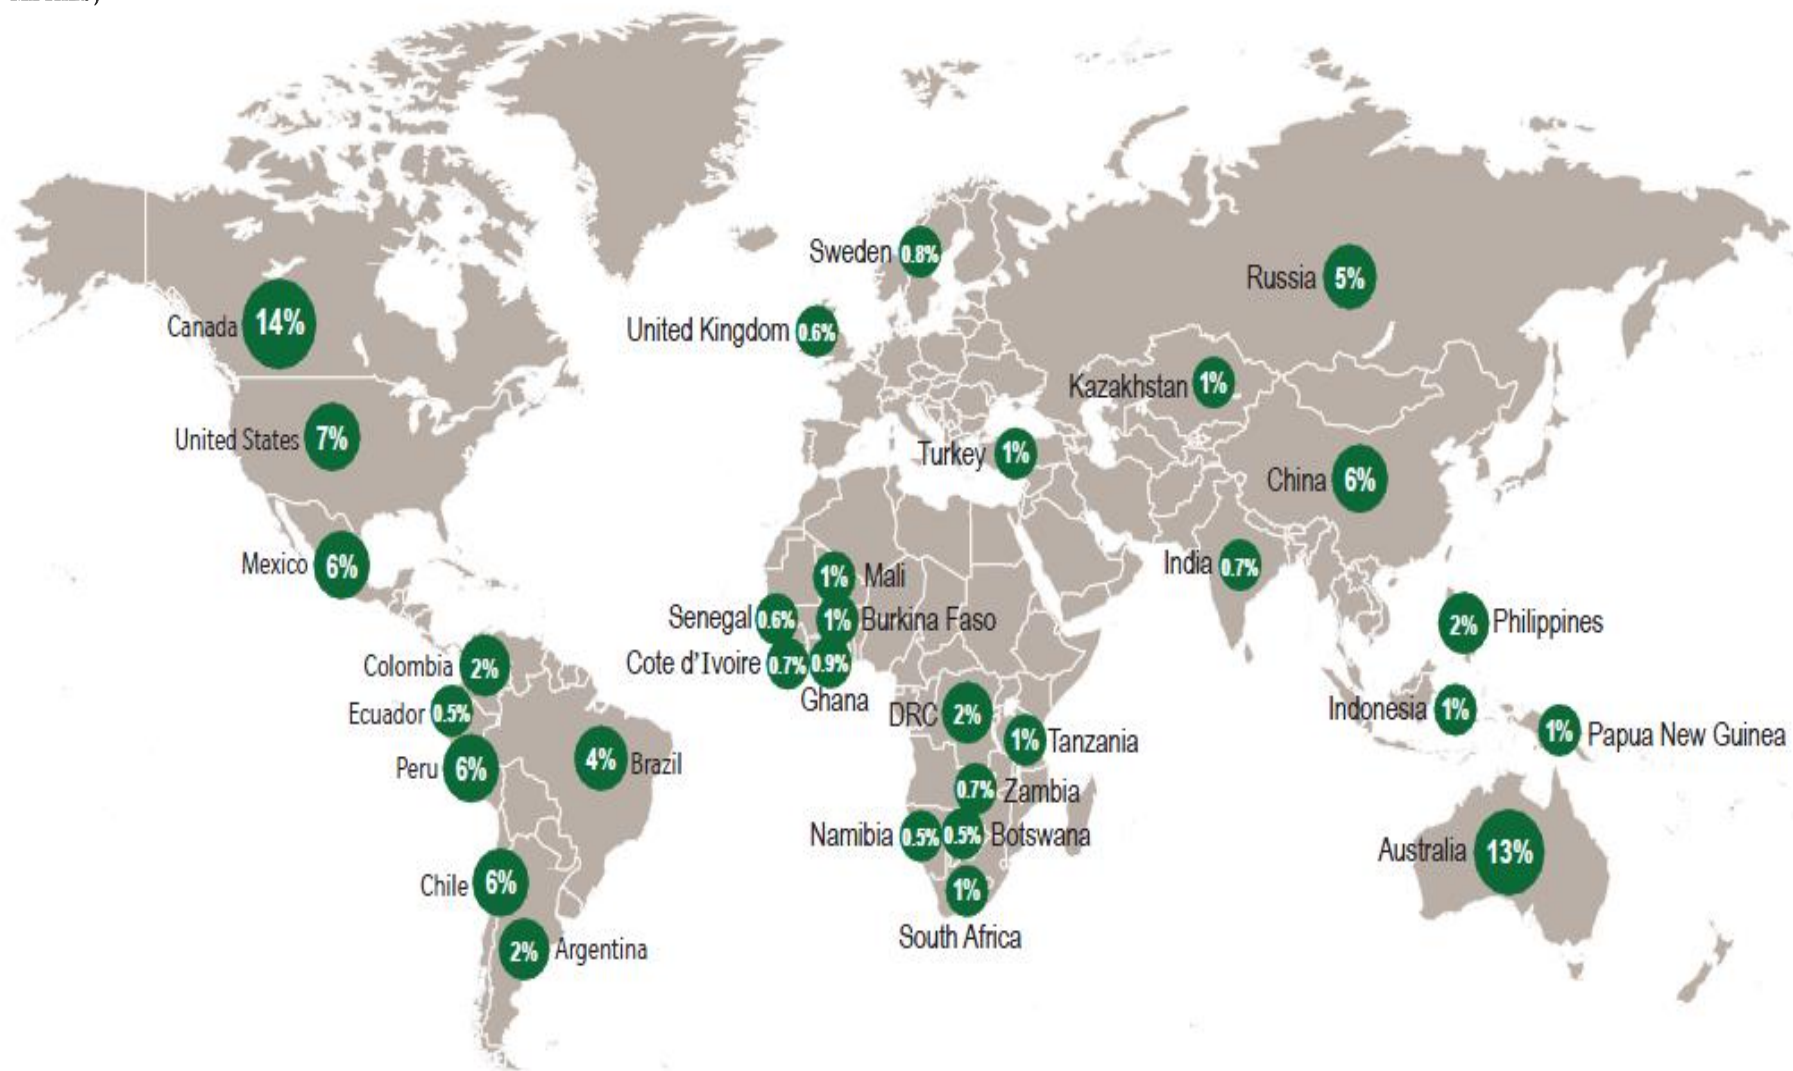 Sweden 0.8%
Russia 5%
Canada 14%
United Kingdom 0.6%
Kazakhstan 1%
United States 7%
Turkey 1%
China 6%
Mexico 6%
India 0.7%
1% Mali
Senegal 0.6%
1% Burkina Faso
2% Philippines
Colombia 2%
Cote d'Ivoire 0.7%
0.9%
Ghana
Ecuador 0.5%
DRC 2%
Indonesia 1%
1% Tanzania
1% Papua New Guinea
Peru 6%
4% Brazil
0.7% Zambia
Namibia 0.5%
0.5% Botswana
Australia 13%
Chile 6%
1%
South Africa
2% Argentina